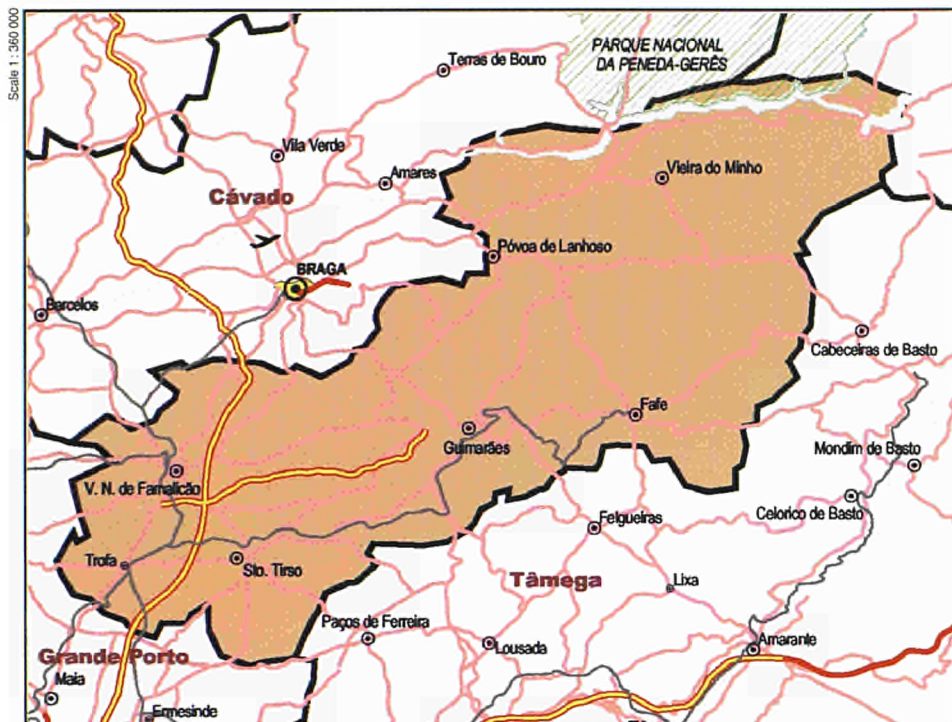 Scale 1 : 360 000
PARQUE NACIONAL
DA PENEDA-GERÊS
Terras de Bouro
Vila Verde
Amares
Vieira do Minho
Cávado
Póvoa de Lanhoso
BRAGA
Barcelos
Cabeceiras de Basto
Fafe
Guimarães
Mondim de Basto
V. N. de Famalicão
Celorico de Basto
Felgueiras
Trofa
Sto. Tirso
Tâmega
Lixa
Paços de Ferreira
Lousada
Amarante
Grande Porto
Maia
Ermesinde